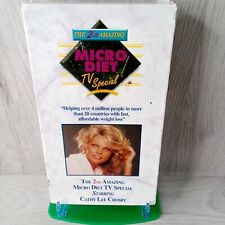 THE 2ND AMAZING
MICRO
DIET
TV Special
"Helping over 4 million people in more
than 20 countries with fast,
affordable weight loss"
THE 2ND AMAZING
MICRO DIET TV SPECIAL
STARRING
CATHY LEE CROSBY